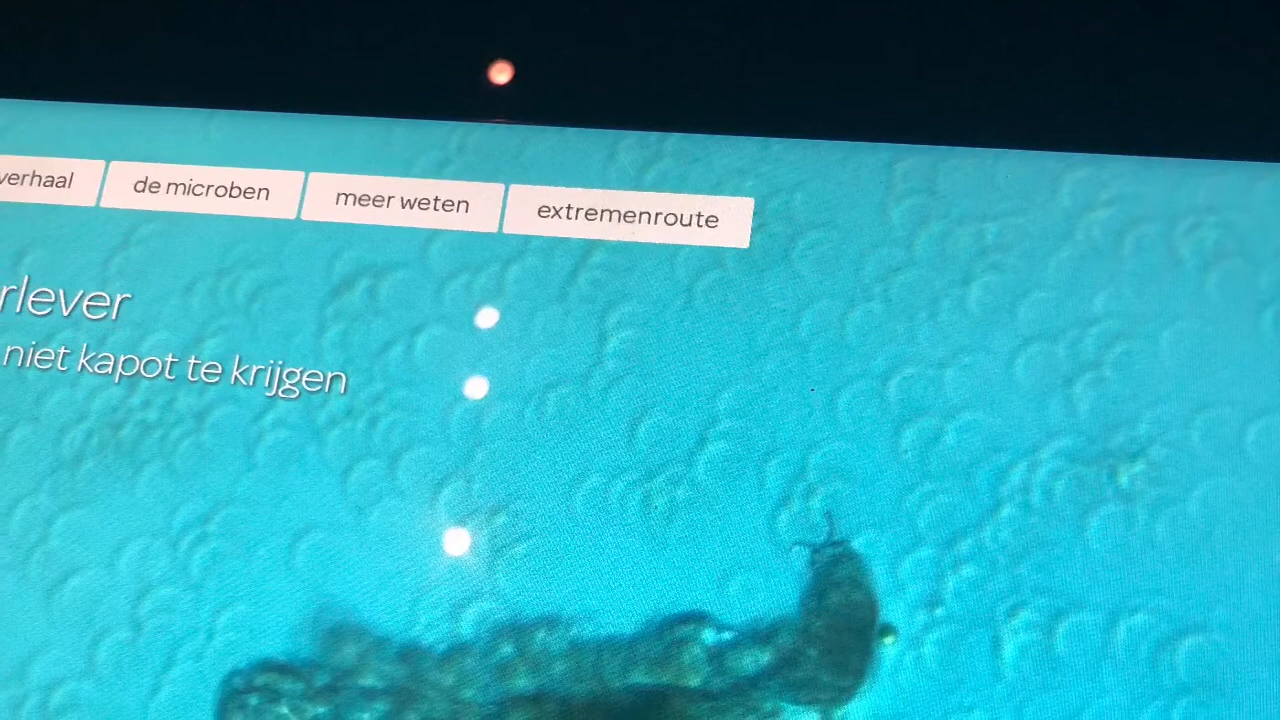 verhaal
de microben
meer weten
extremenroute
rlever
niet kapot te krijgen